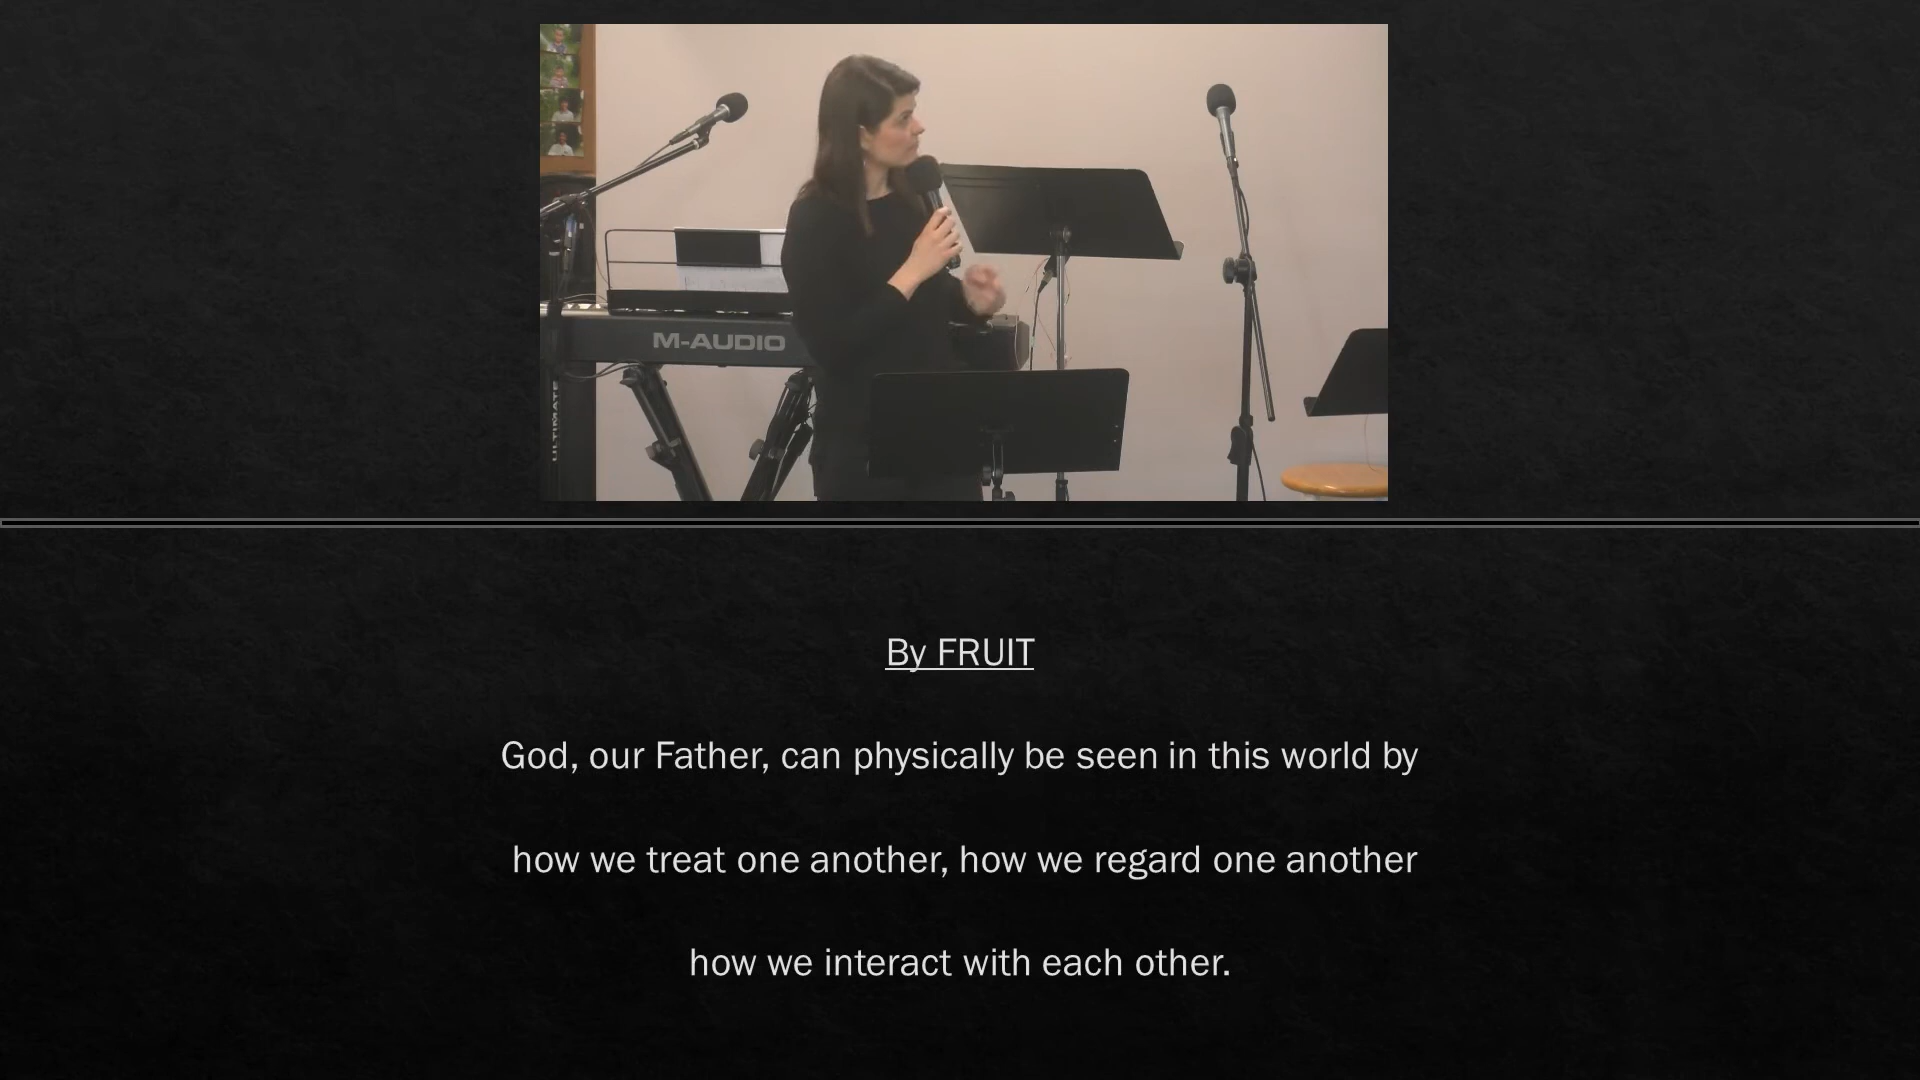 M-AUDIO
ULTIMATE
By FRUIT
God, our Father, can physically be seen in this world by
how we treat one another, how we regard one another
how we interact with each other.